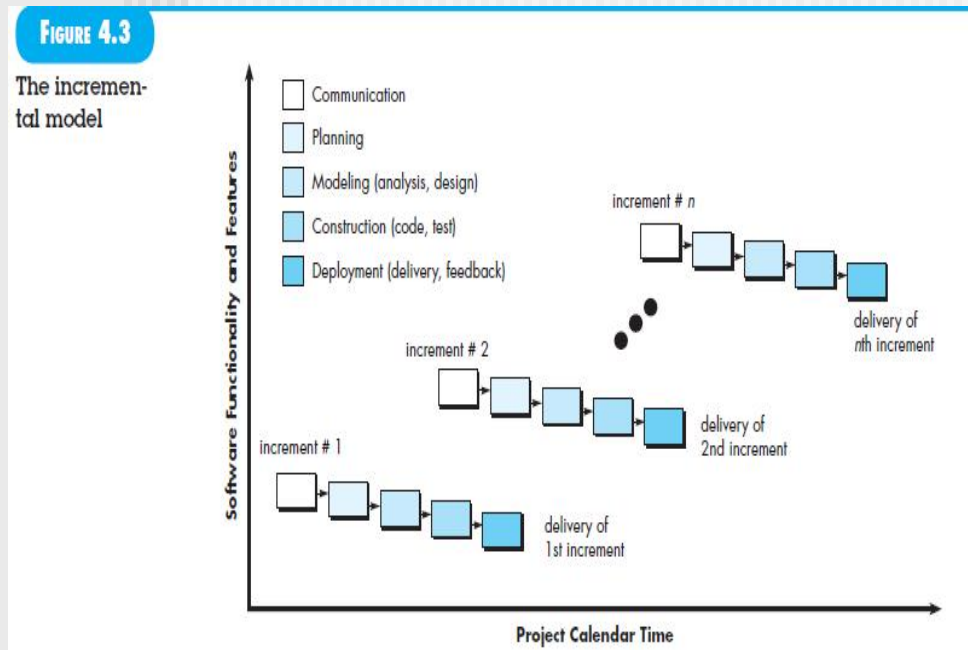 FIGURE 4.3
The incremen-
tal model
Communication
Planning
Modeling (analysis, design)
Construction (code, test)
Deployment (delivery, feedback)
Software Functionality and Features
increment # n
delivery of
nth increment
increment # 2
delivery of
2nd increment
increment # 1
delivery of
1st increment
Project Calendar Time